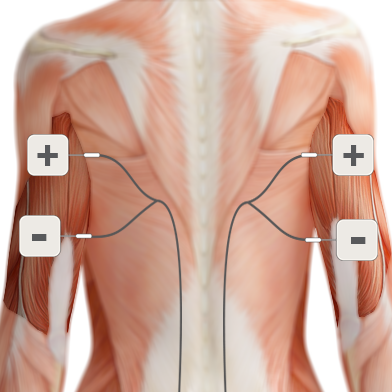 + +
- -